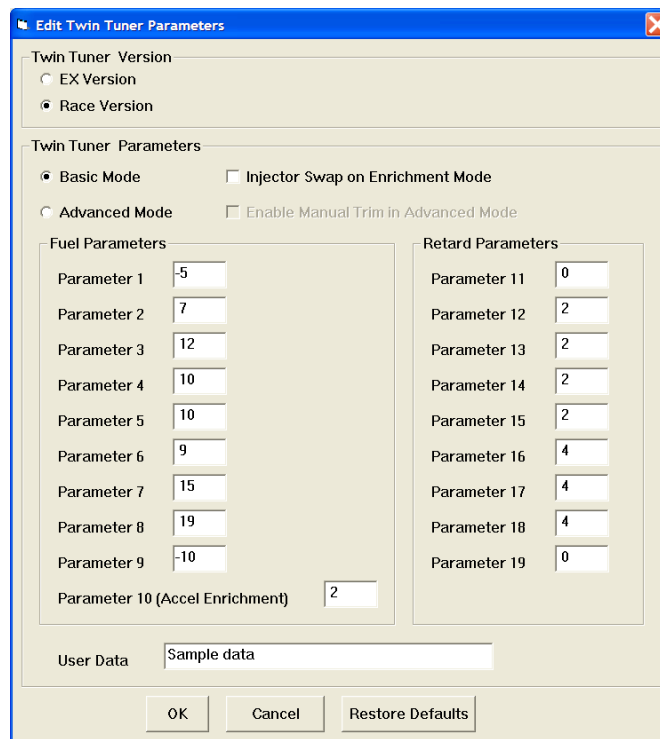 Edit Twin Tuner Parameters
Twin Tuner Version
EX Version
Race Version
Twin Tuner Parameters
Basic Mode
Injector Swap on Enrichment Mode
Advanced Mode
Enable Manual Trim in Advanced Mode
Fuel Parameters
Parameter 1 -5
Parameter 2 7
Parameter 3 12
Parameter 4 10
Parameter 5 10
Parameter 6 9
Parameter 7 15
Parameter 8 19
Parameter 9 -10
Parameter 10 (Accel Enrichment) 2
Retard Parameters
Parameter 11 0
Parameter 12 2
Parameter 13 2
Parameter 14 2
Parameter 15 2
Parameter 16 4
Parameter 17 4
Parameter 18 4
Parameter 19 0
User Data Sample data
OK Cancel Restore Defaults